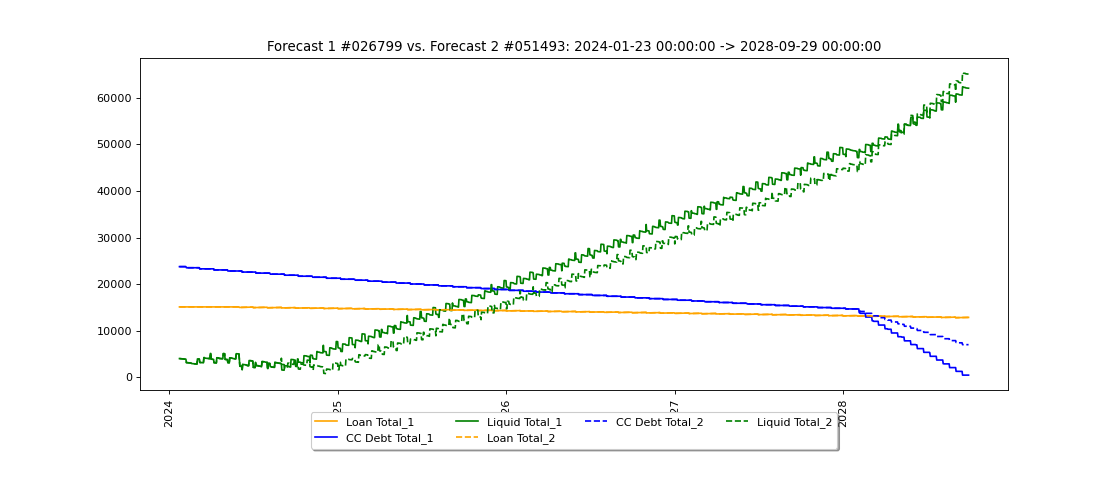 Forecast 1 #026799 vs. Forecast 2 #051493: 2024-01-23 00:00:00 -> 2028-09-29 00:00:00
60000
50000
40000
30000
20000
10000
0
2024
25
26
27
2028
Loan Total_1
Liquid Total_1
CC Debt Total_2
Liquid Total_2
CC Debt Total_1
Loan Total_2